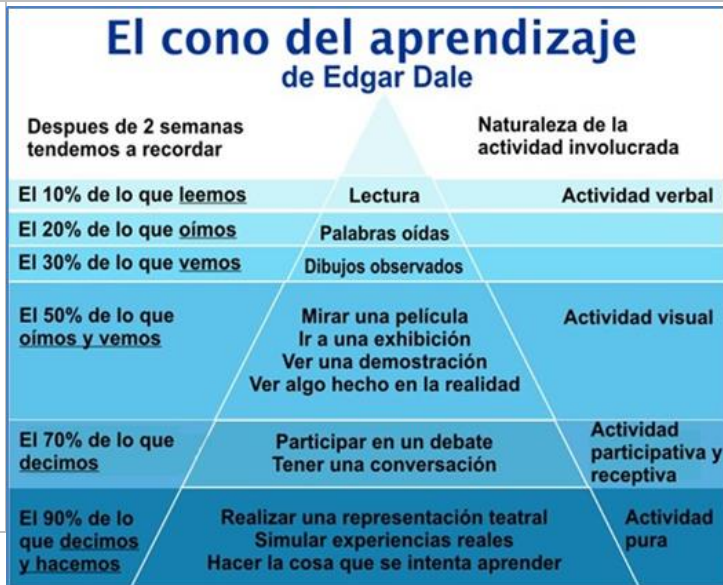 El cono del aprendizaje
de Edgar Dale
Despues de 2 semanas
tendemos a recordar
Naturaleza de la
actividad involucrada
El 10% de lo que leemos
Lectura
Actividad verbal
El 20% de lo que oímos
Palabras oídas
El 30% de lo que vemos
Dibujos observados
El 50% de lo que
oímos y vemos
Mirar una película
Ir a una exhibición
Ver una demostración
Ver algo hecho en la realidad
Actividad visual
El 70% de lo que
decimos
Participar en un debate
Tener una conversación
Actividad
participativa y
receptiva
El 90% de lo
que decimos
y hacemos
Realizar una representación teatral
Simular experiencias reales
Hacer la cosa que se intenta aprender
Actividad
pura